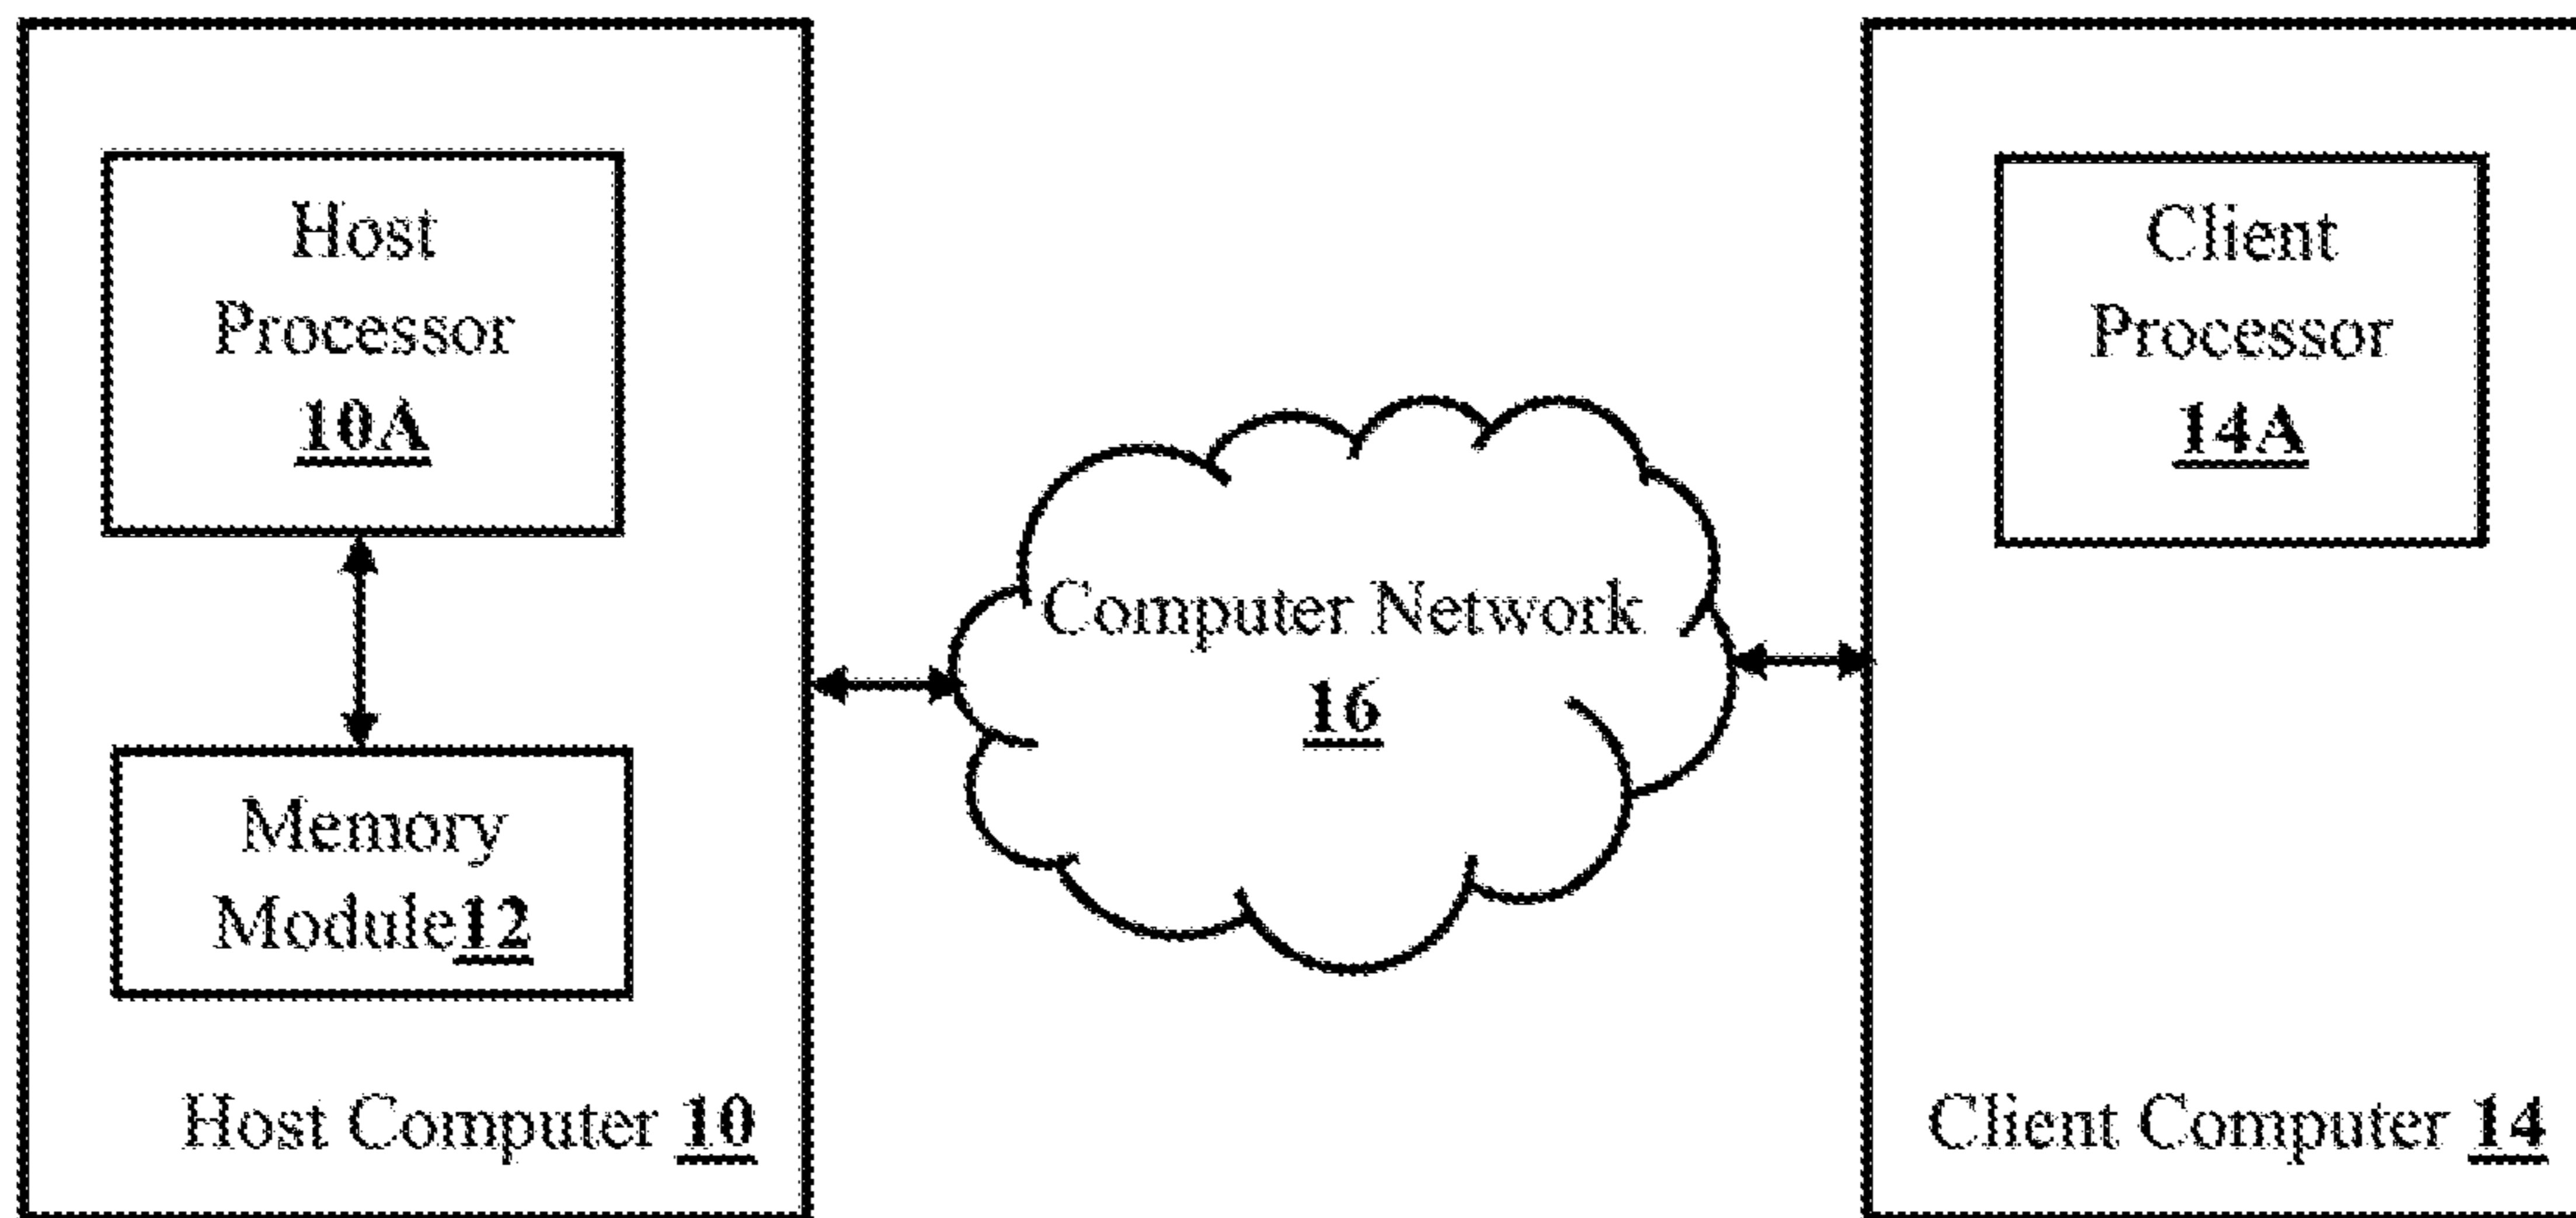 Host
Processor
10A
Memory
Module12
Host Computer 10
Computer Network
16
Client
Processor
14A
Client Computer 14